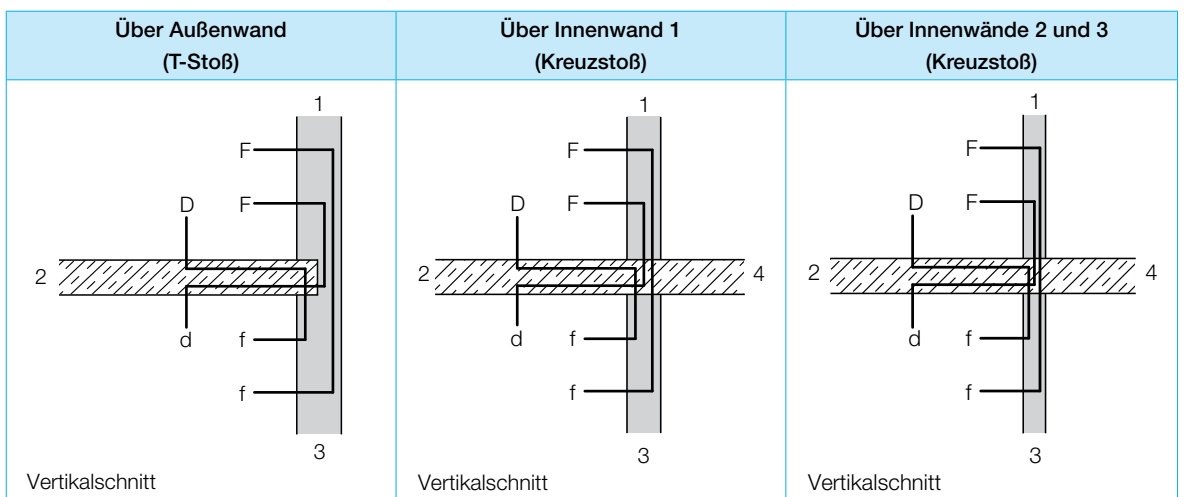 Über Außenwand
(T-Stoß)
Über Innenwand 1
(Kreuzstoß)
Über Innenwände 2 und 3
(Kreuzstoß)
1
F
D F
2
d f
f
3
Vertikalschnitt
1
F
D F
2 4
d f
f
3
Vertikalschnitt
1
F
D F
2 4
d f
f
3
Vertikalschnitt